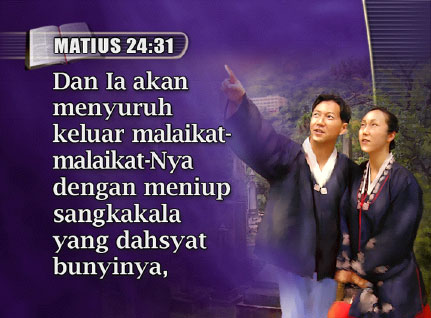 MATIUS 24:31
Dan Ia akan
menyuruh
keluar malaikat-
malaikat-Nya
dengan meniup
sangkakala
yang dahsyat
bunyinya,